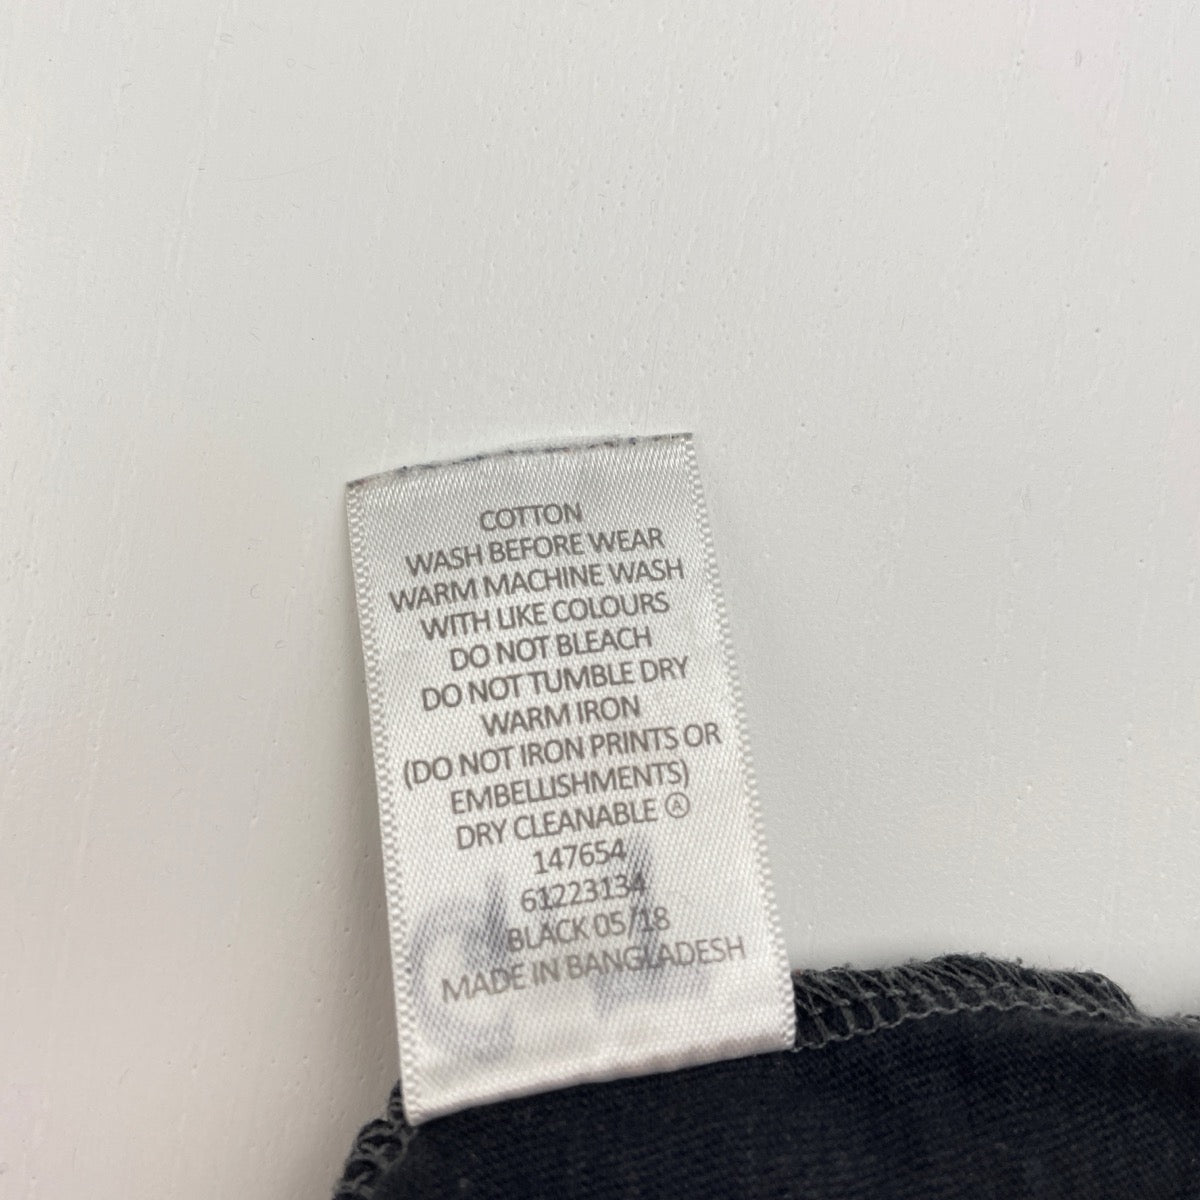 COTTON
WASH BEFORE WEAR
WARM MACHINE WASH
WITH LIKE COLOURS
DO NOT BLEACH
DO NOT TUMBLE DRY
WARM IRON
(DO NOT IRON PRINTS OR
EMBELLISHMENTS)
DRY CLEANABLE Ⓐ
147654
61223134
BLACK 05/18
MADE IN BANGLADESH